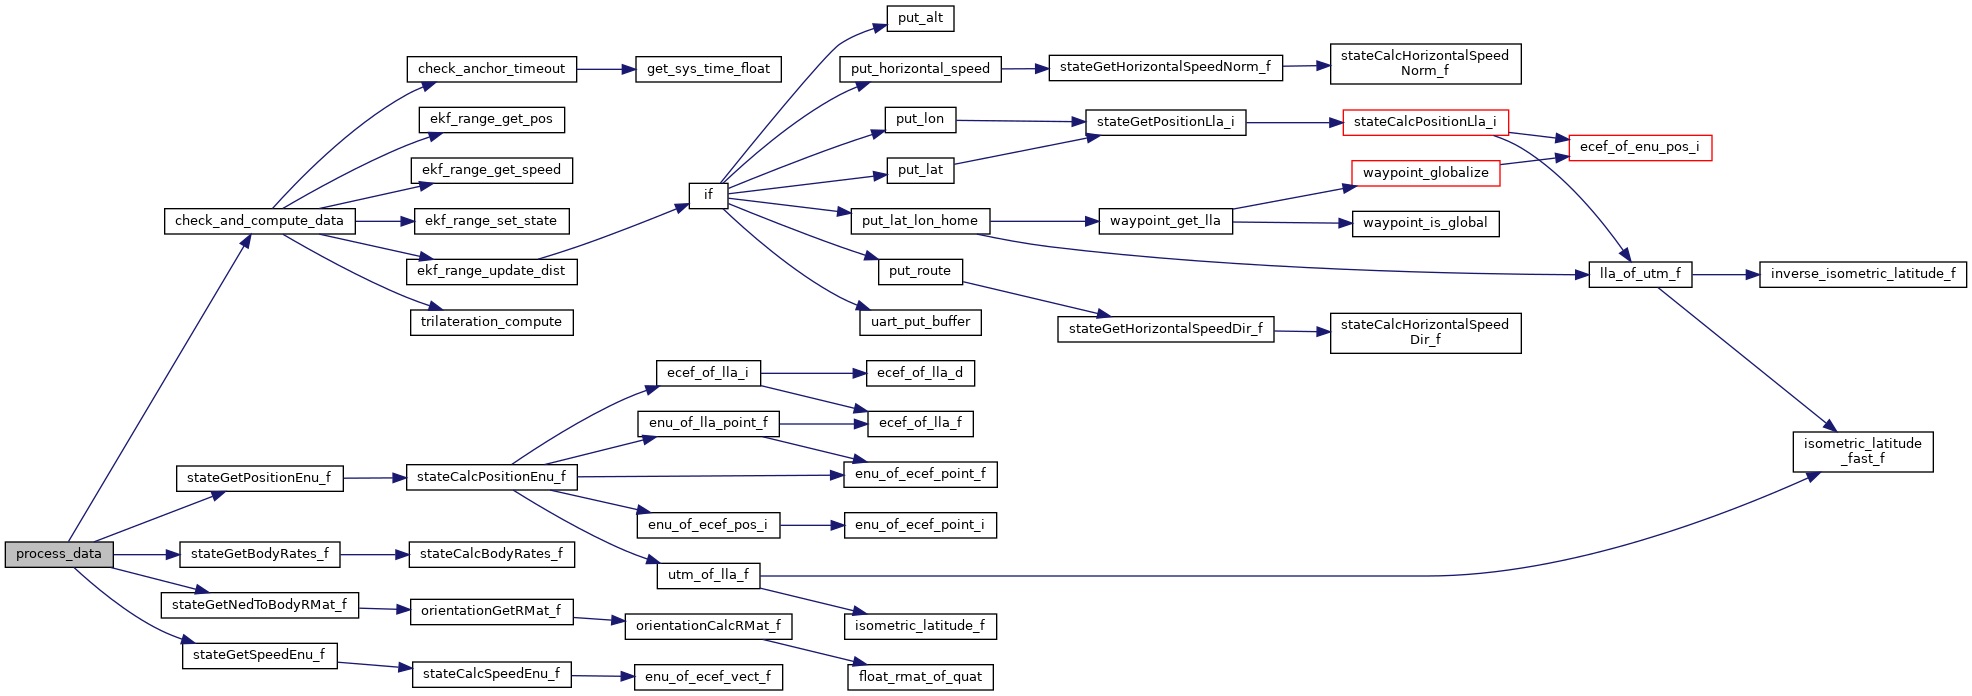 put_alt
check_anchor_timeout
get_sys_time_float
put_horizontal_speed
stateGetHorizontalSpeedNorm_f
stateCalcHorizontalSpeed
Norm_f
ekf_range_get_pos
put_lon
stateGetPositionLla_i
stateCalcPositionLla_i
ecef_of_enu_pos_i
ekf_range_get_speed
put_lat
waypoint_globalize
if
check_and_compute_data
ekf_range_set_state
put_lat_lon_home
waypoint_get_lla
waypoint_is_global
ekf_range_update_dist
put_route
lla_of_utm_f
inverse_isometric_latitude_f
trilateration_compute
uart_put_buffer
stateGetHorizontalSpeedDir_f
stateCalcHorizontalSpeed
Dir_f
ecef_of_lla_i
ecef_of_lla_d
enu_of_lla_point_f
ecef_of_lla_f
isometric_latitude
_fast_f
stateGetPositionEnu_f
stateCalcPositionEnu_f
enu_of_ecef_point_f
enu_of_ecef_pos_i
enu_of_ecef_point_i
process_data
stateGetBodyRates_f
stateCalcBodyRates_f
utm_of_lla_f
stateGetNedToBodyRMat_f
orientationGetRMat_f
orientationCalcRMat_f
isometric_latitude_f
stateGetSpeedEnu_f
stateCalcSpeedEnu_f
enu_of_ecef_vect_f
float_rmat_of_quat